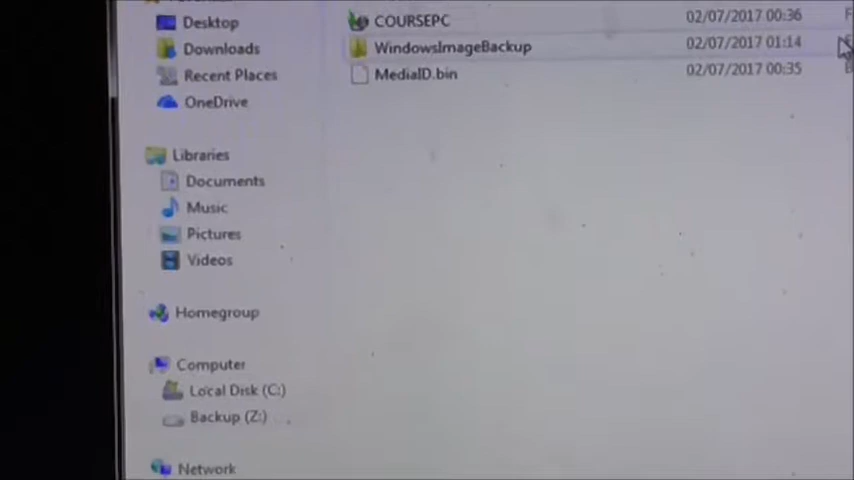 COURSEPC 02/07/2017 00:36
Desktop
WindowsImageBackup 02/07/2017 01:14
Downloads
MediaID.bin 02/07/2017 00:35
Recent Places
OneDrive
Libraries
Documents
Music
Pictures
Videos
Homegroup
Computer
Local Disk (C:)
Backup (Z:)
Network